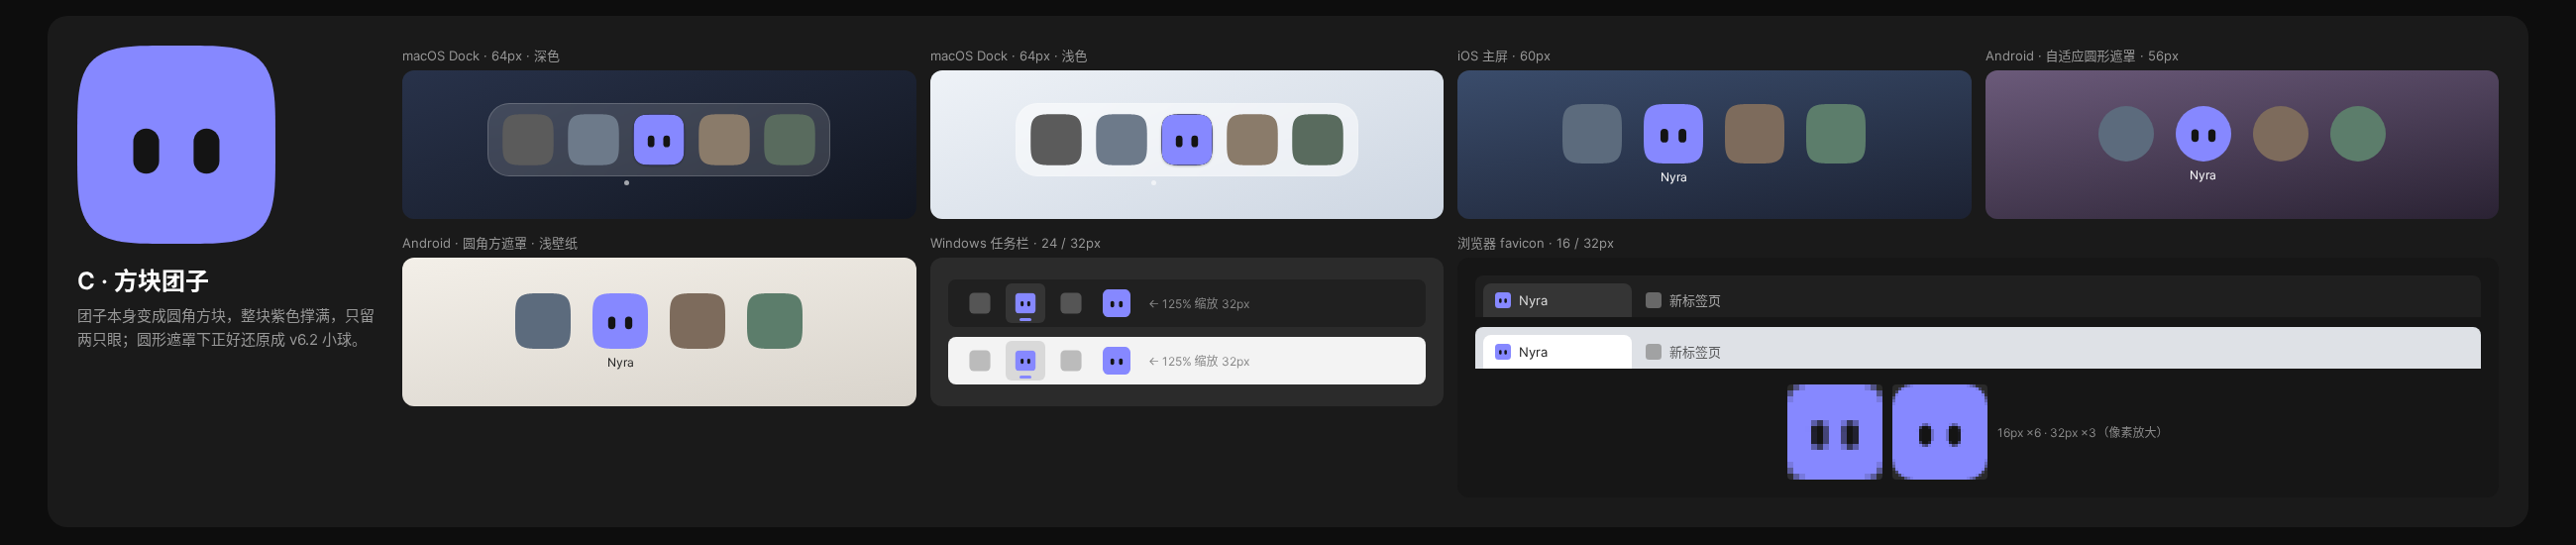 C · 方块团子
团子本身变成圆角方块，整块紫色撑满，只留
两只眼；圆形遮罩下正好还原成 v6.2 小球。
macOS Dock · 64px · 深色
macOS Dock · 64px · 浅色
iOS 主屏 · 60px
Nyra
Android · 自适应圆形遮罩 · 56px
Nyra
Android · 圆角方遮罩 · 浅壁纸
Nyra
Windows 任务栏 · 24 / 32px
← 125% 缩放 32px
← 125% 缩放 32px
浏览器 favicon · 16 / 32px
Nyra
新标签页
Nyra
新标签页
16px ×6 · 32px ×3（像素放大）